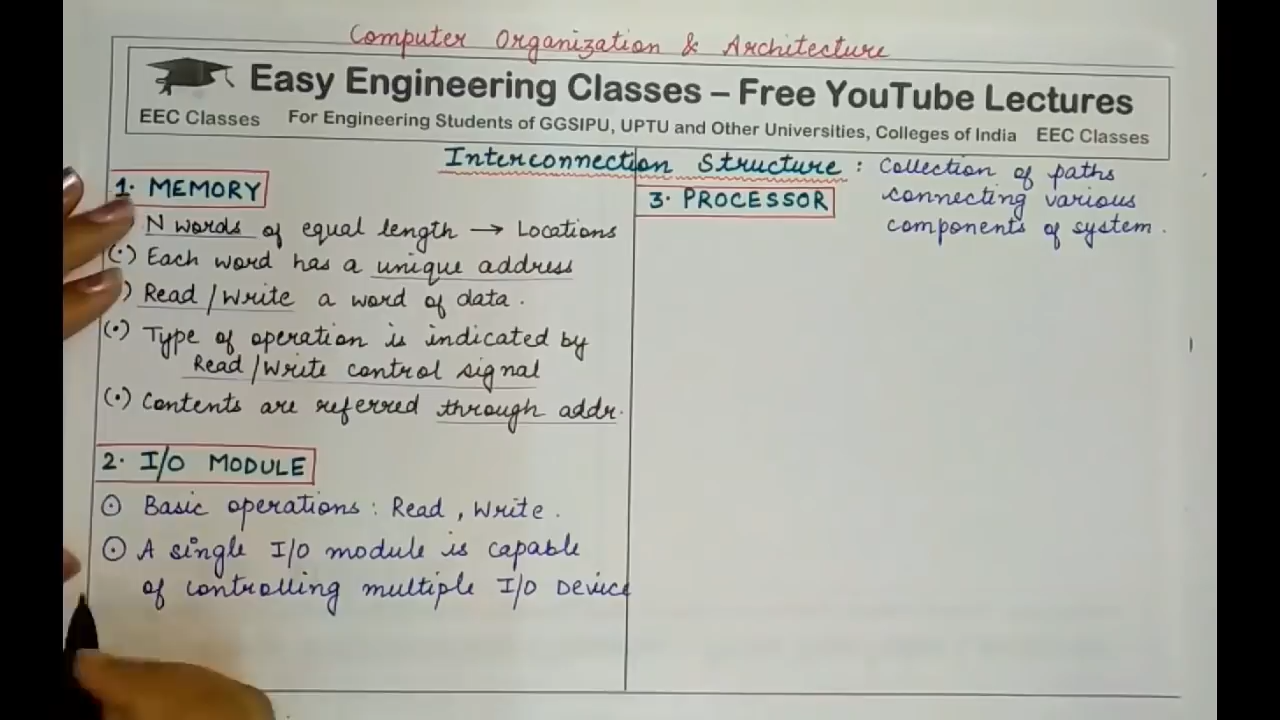 Computer Organization & Architecture
Easy Engineering Classes – Free YouTube Lectures
EEC Classes For Engineering Students of GGSIPU, UPTU and Other Universities, Colleges of India EEC Classes
Interconnection Structure : Collection of paths
connecting various
components of system.
1. MEMORY
N words of equal length → Locations
(•) Each word has a unique address
) Read/Write a word of data.
(•) Type of operation is indicated by
Read/Write control signal
(•) Contents are referred through addr.
2. I/O MODULE
⊙ Basic operations : Read, Write.
⊙ A single I/O module is capable
of controlling multiple I/O Device
3. PROCESSOR